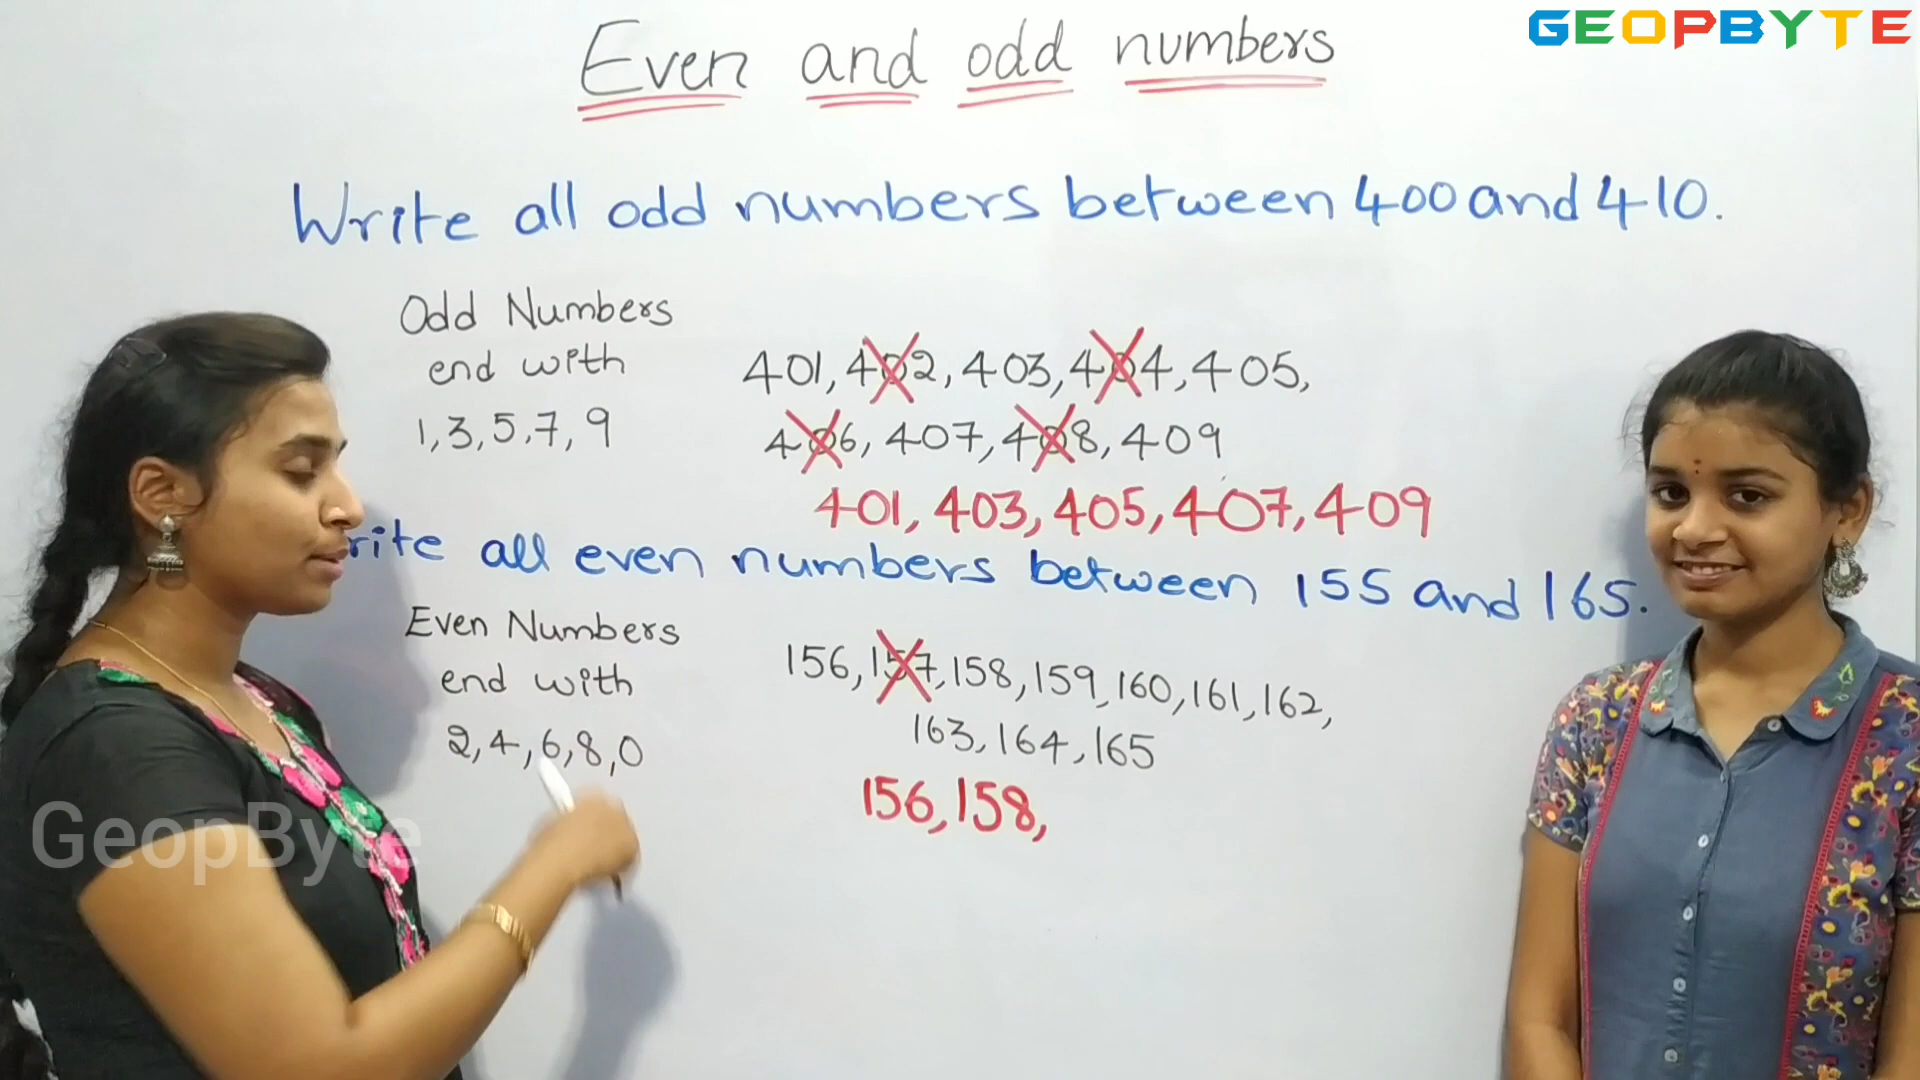 GEOPBYTE
Even and odd numbers
Write all odd numbers between 400 and 410.
Odd Numbers
end with
1, 3, 5, 7, 9
401, 402, 403, 404, 405,
406, 407, 408, 409
401, 403, 405, 407, 409
rite all even numbers between 155 and 165.
Even Numbers
end with
2, 4, 6, 8, 0
156, 157, 158, 159, 160, 161, 162,
163, 164, 165
156, 158,
GeopByte